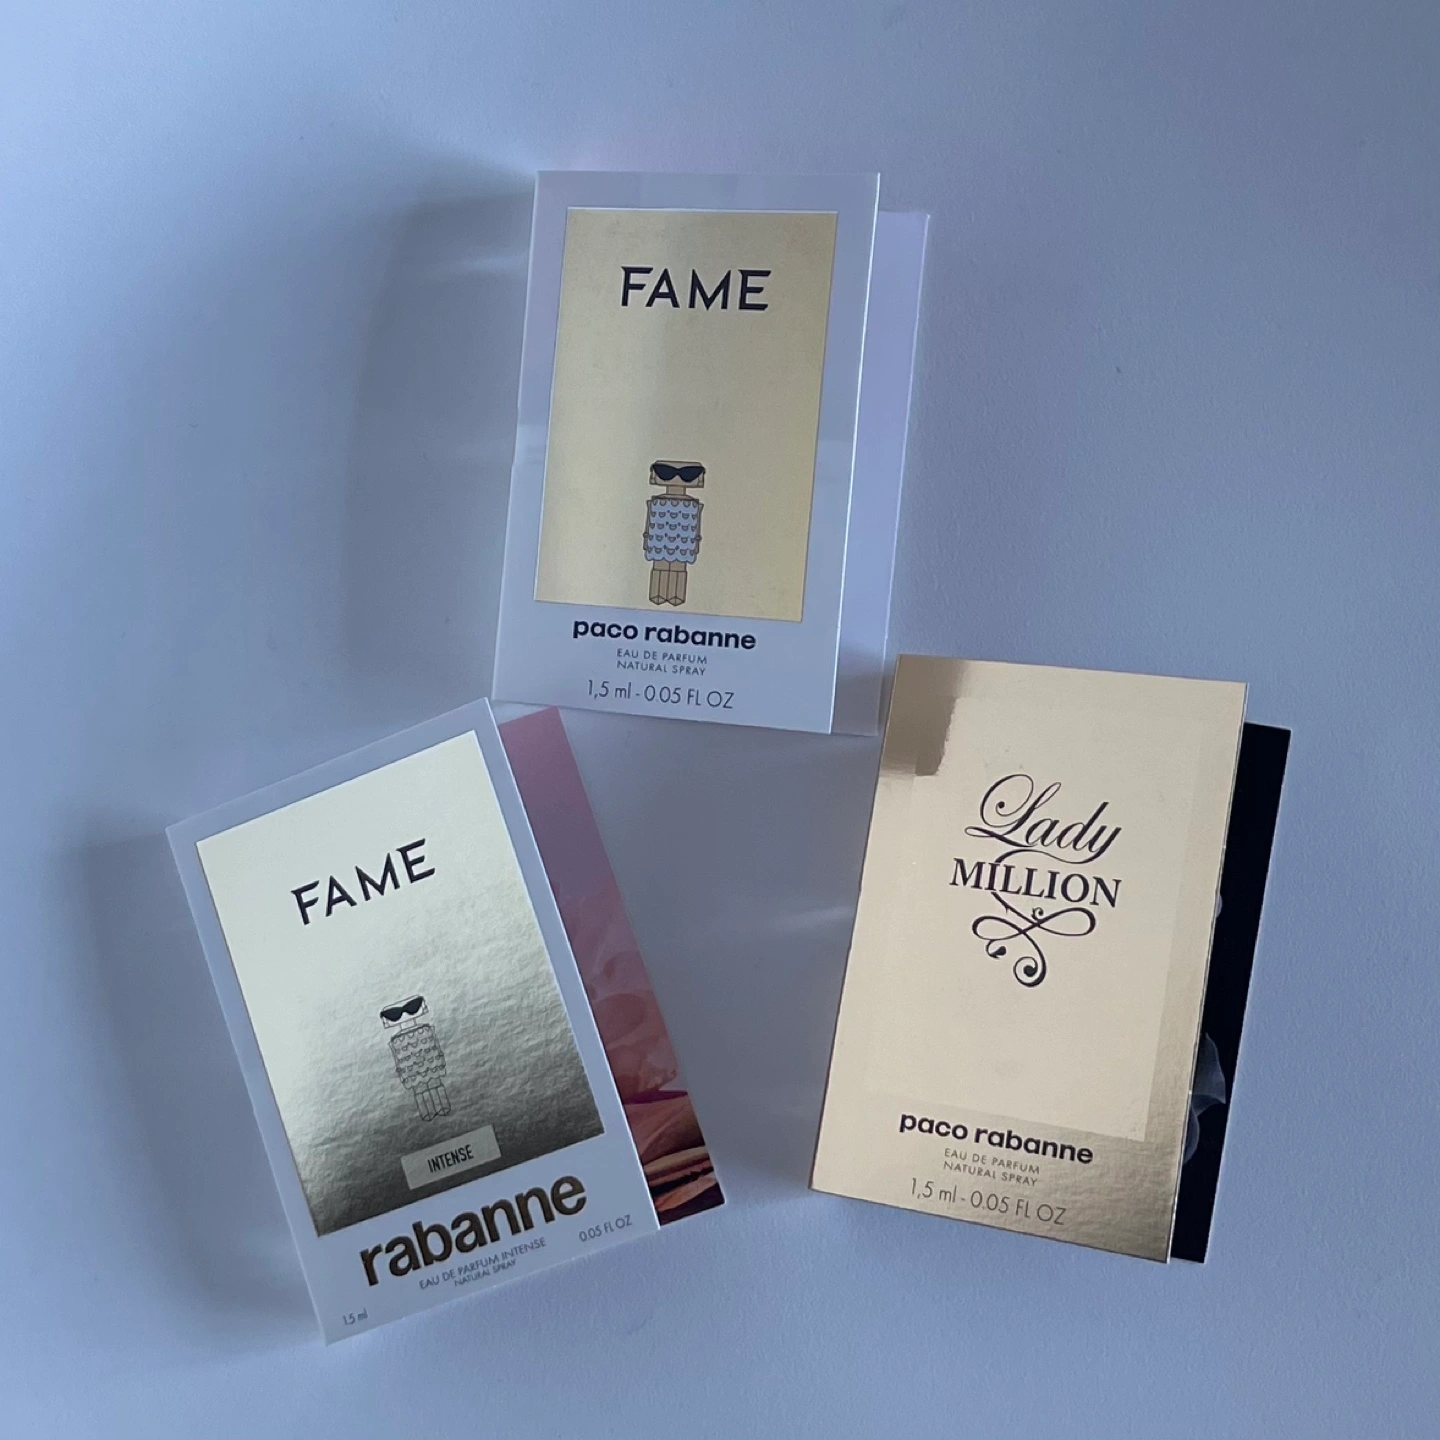 FAME
paco rabanne
EAU DE PARFUM
NATURAL SPRAY
1,5 ml - 0.05 FL OZ
FAME
INTENSE
rabanne
EAU DE PARFUM INTENSE
NATURAL SPRAY
1.5 ml
0.05 FL OZ
Lady
MILLION
paco rabanne
EAU DE PARFUM
NATURAL SPRAY
1,5 ml - 0.05 FL OZ